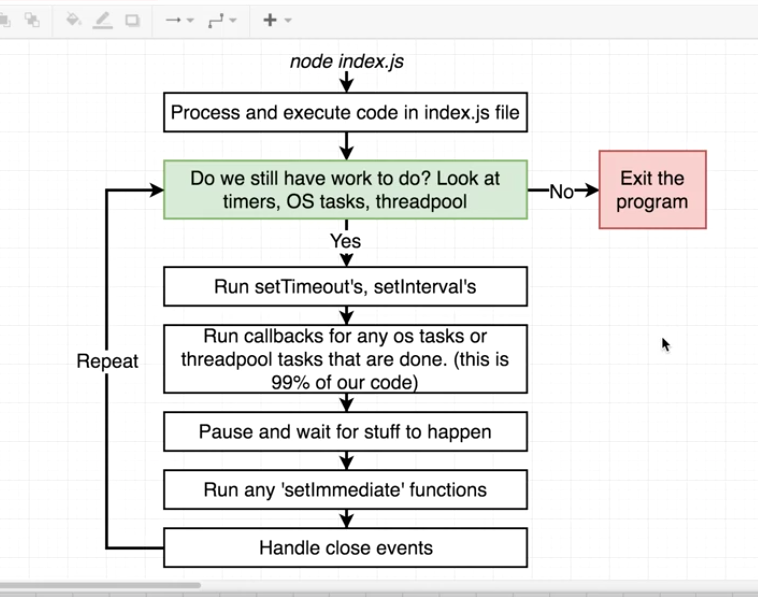 node index.js
Process and execute code in index.js file
Do we still have work to do? Look at
timers, OS tasks, threadpool
No
Exit the
program
Yes
Run setTimeout's, setInterval's
Run callbacks for any os tasks or
threadpool tasks that are done. (this is
99% of our code)
Repeat
Pause and wait for stuff to happen
Run any 'setImmediate' functions
Handle close events